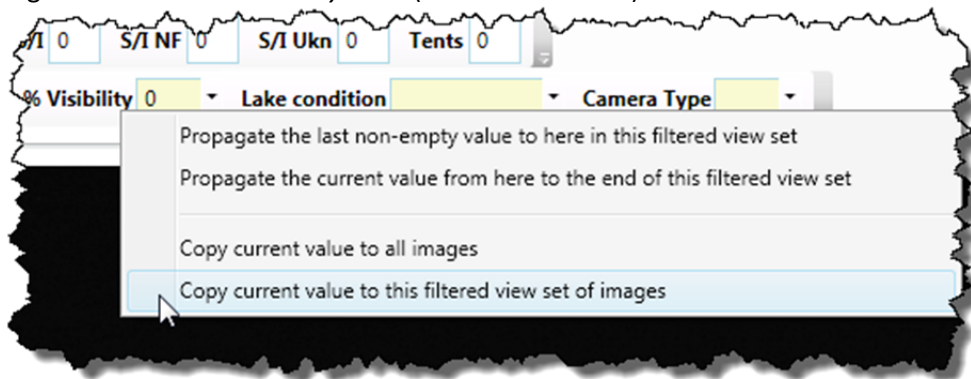 S/I 0 S/I NF 0 S/I Ukn 0 Tents 0
% Visibility 0 Lake condition Camera Type
Propagate the last non-empty value to here in this filtered view set
Propagate the current value from here to the end of this filtered view set
Copy current value to all images
Copy current value to this filtered view set of images